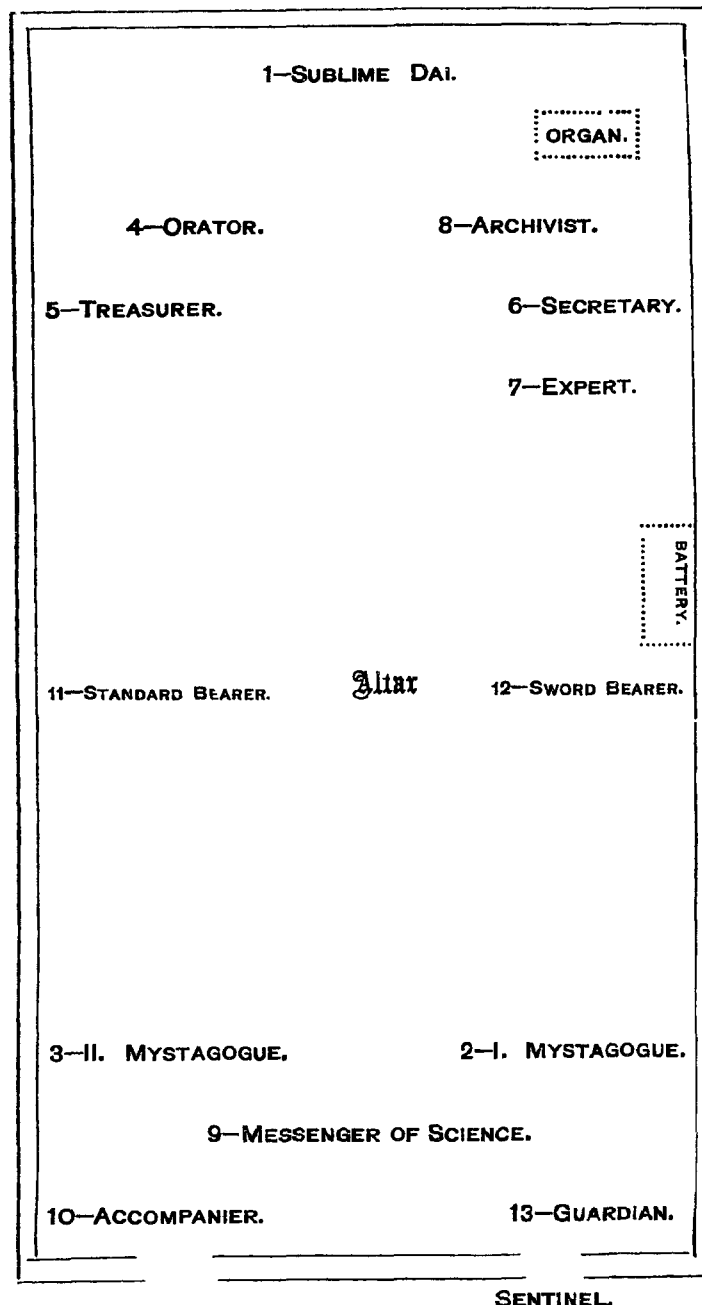 1—SUBLIME DAI.
ORGAN.
4—ORATOR. 8—ARCHIVIST.
5—TREASURER. 6—SECRETARY.
7—EXPERT.
BATTERY.
11—STANDARD BEARER. Altar 12—SWORD BEARER.
3—II. MYSTAGOGUE. 2—I. MYSTAGOGUE.
9—MESSENGER OF SCIENCE.
10—ACCOMPANIER. 13—GUARDIAN.
SENTINEL.